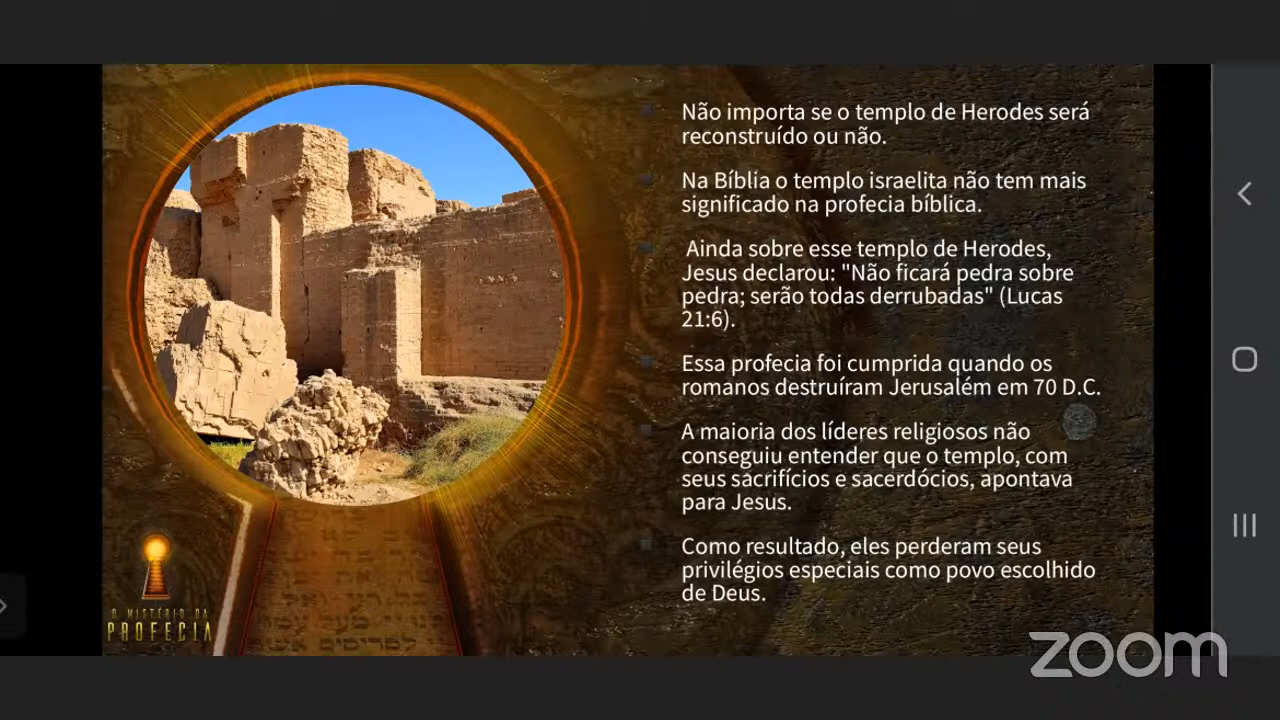 Não importa se o templo de Herodes será
reconstruído ou não.
Na Bíblia o templo israelita não tem mais
significado na profecia bíblica.
Ainda sobre esse templo de Herodes,
Jesus declarou: "Não ficará pedra sobre
pedra; serão todas derrubadas" (Lucas
21:6).
Essa profecia foi cumprida quando os
romanos destruíram Jerusalém em 70 D.C.
A maioria dos líderes religiosos não
conseguiu entender que o templo, com
seus sacrifícios e sacerdócios, apontava
para Jesus.
Como resultado, eles perderam seus
privilégios especiais como povo escolhido
de Deus.
O MISTÉRIO DA
PROFECIA
zoom